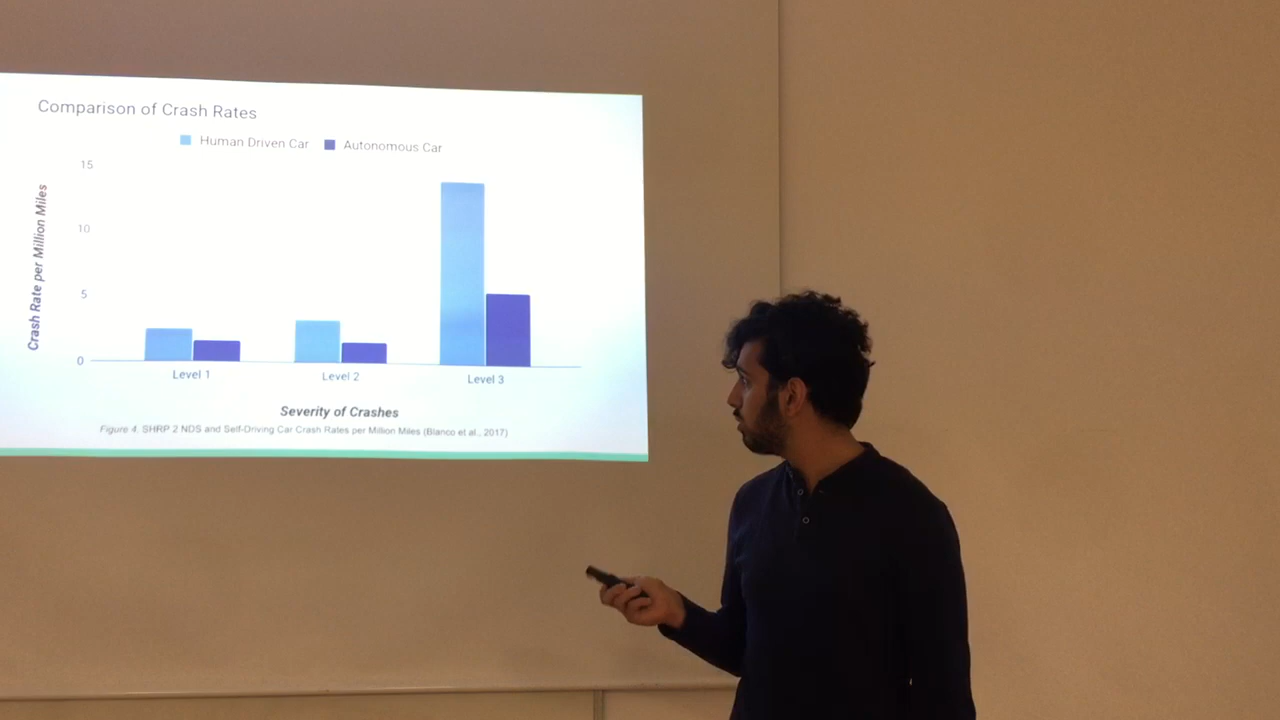 Comparison of Crash Rates
Human Driven Car Autonomous Car
15
10
5
0
Crash Rate per Million Miles
Level 1 Level 2 Level 3
Severity of Crashes
Figure 4. SHRP 2 NDS and Self-Driving Car Crash Rates per Million Miles (Blanco et al., 2017)